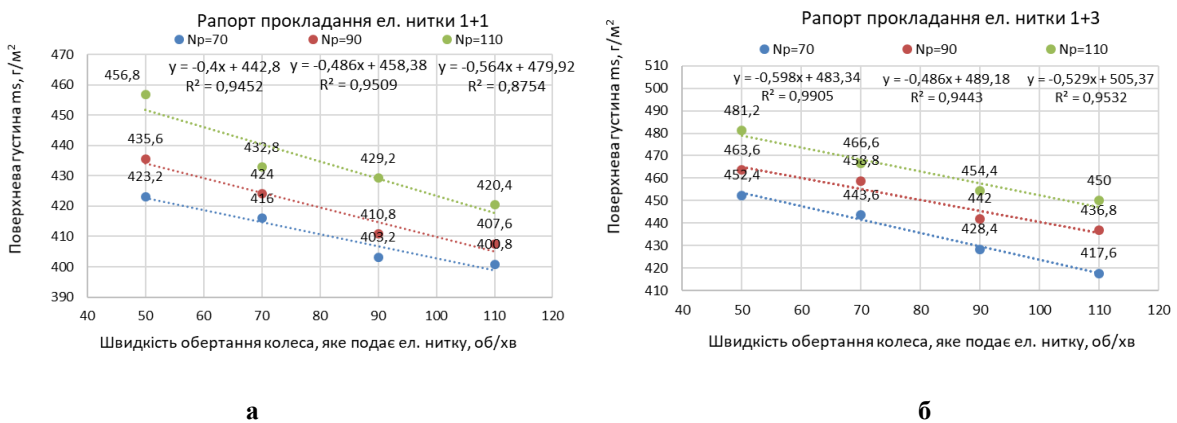 Рапорт прокладання ел. нитки 1+1
Np=70 Np=90 Np=110
y = -0,4x + 442,8 y = -0,486x + 458,38 y = -0,564x + 479,92
R² = 0,9452 R² = 0,9509 R² = 0,8754
Поверхнева густина ms, г/м²
470
460
450
440
430
420
410
400
390
456,8
435,6
423,2
432,8
424
416
429,2
410,8
403,2
420,4
407,6
400,8
40 50 60 70 80 90 100 110 120
Швидкість обертання колеса, яке подає ел. нитку, об/хв
а
Рапорт прокладання ел. нитки 1+3
Np=70 Np=90 Np=110
y = -0,598x + 483,34 y = -0,486x + 489,18 y = -0,529x + 505,37
R² = 0,9905 R² = 0,9443 R² = 0,9532
Поверхнева густина ms, г/м²
510
500
490
480
470
460
450
440
430
420
410
481,2
463,6
452,4
466,6
458,8
443,6
454,4
442
428,4
450
436,8
417,6
40 50 60 70 80 90 100 110 120
Швидкість обертання колеса, яке подає ел. нитку, об/хв
б